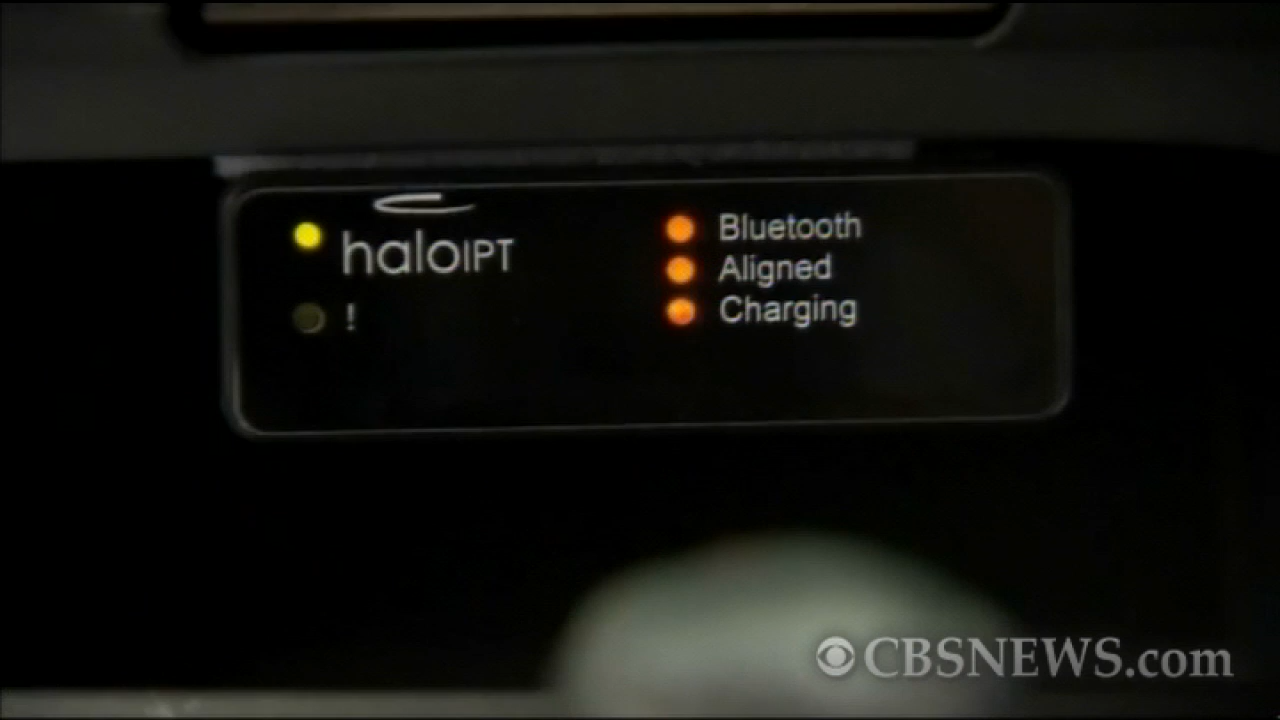 haloIPT
!
Bluetooth
Aligned
Charging
CBSNEWS.com